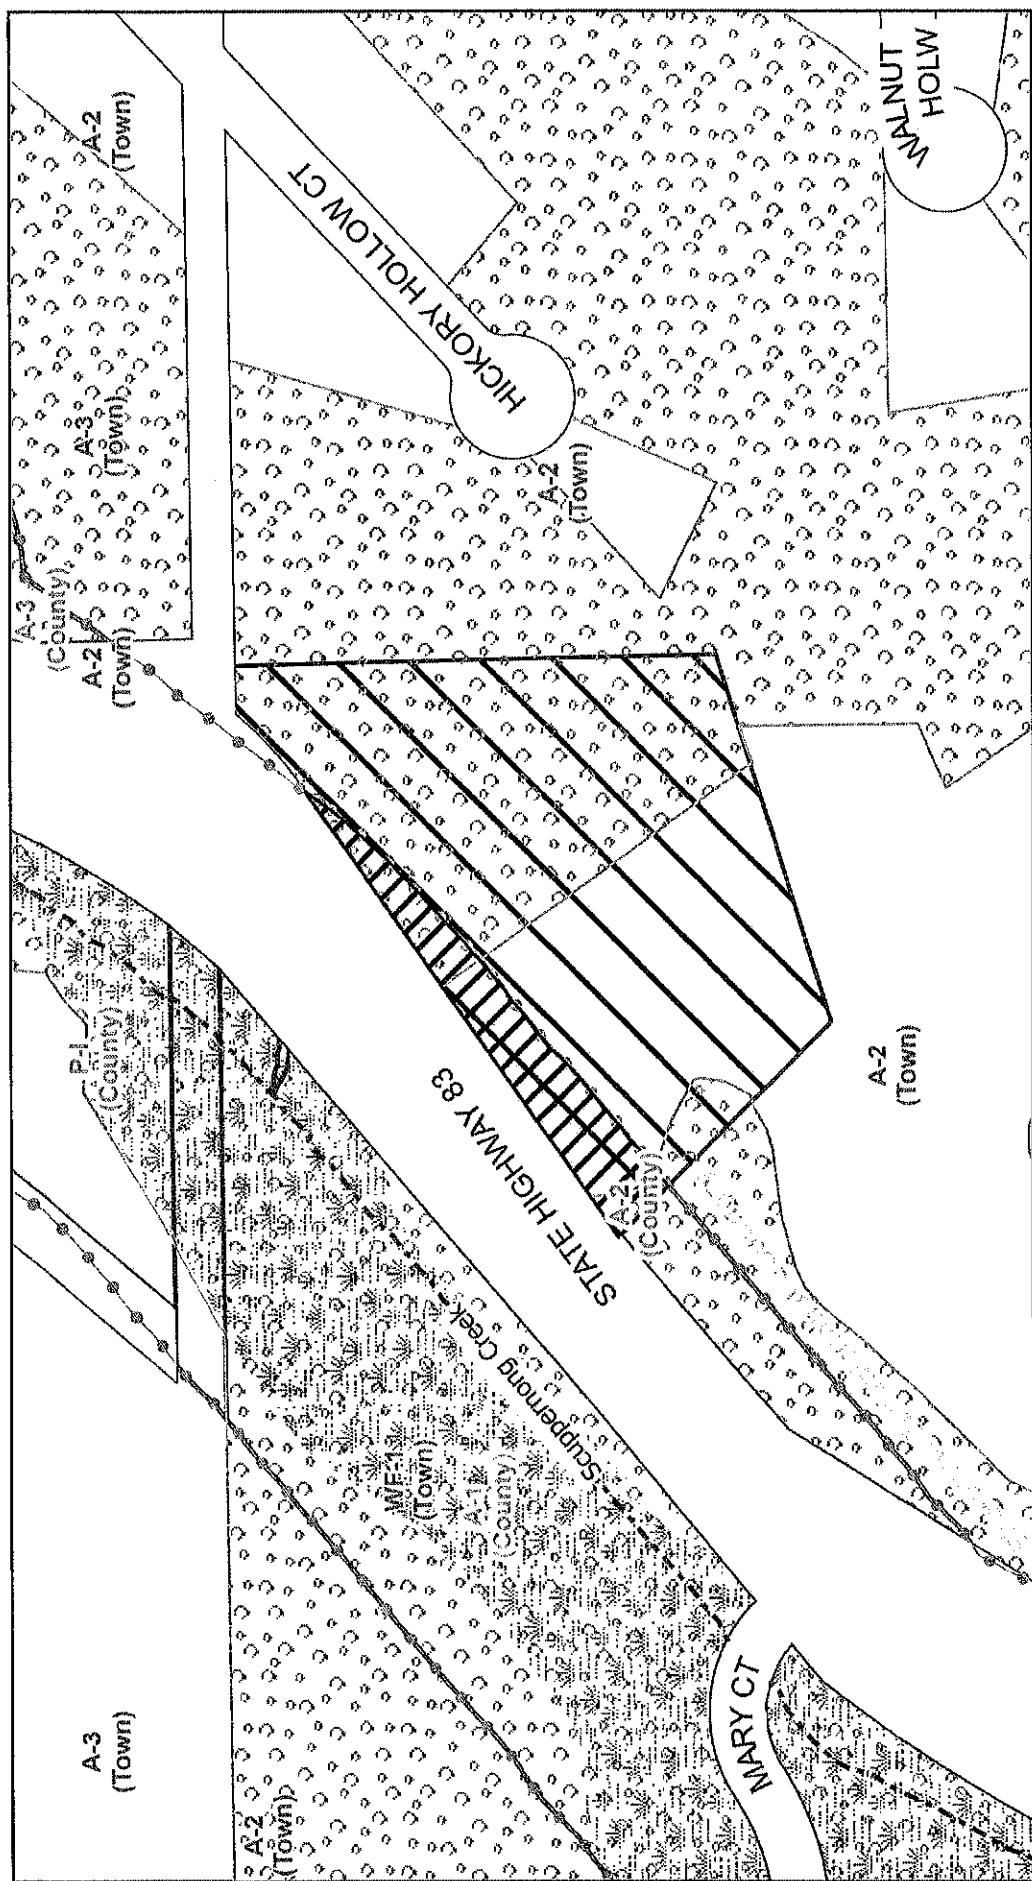 A-3
(Town)
A-2
(Town)
P-I
(County)
A-3
(County)
A-2
(Town)
A-3
(Town)
A-2
(Town)
WF-1
(Town)
A-1
(County)
Scuppernong Creek
STATE HIGHWAY 83
MARY CT
A-2
(County)
A-2
(Town)
A-2
(Town)
HICKORY HOLLOW CT
WALNUT
HOLW